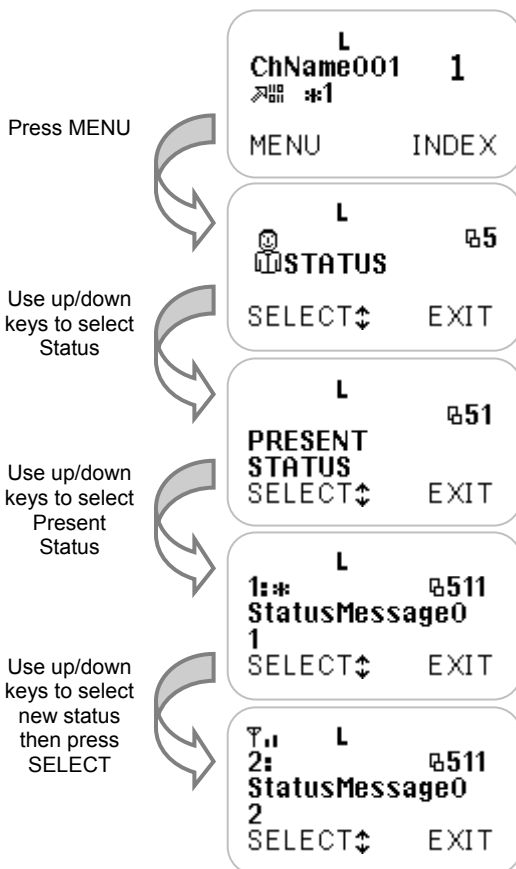 L
ChName001 1
*1
MENU INDEX
Press MENU
L
5
STATUS
SELECT EXIT
Use up/down
keys to select
Status
L
51
PRESENT
STATUS
SELECT EXIT
Use up/down
keys to select
Present
Status
L
1:* 511
StatusMessage0
1
SELECT EXIT
Use up/down
keys to select
new status
then press
SELECT
L
2: 511
StatusMessage0
2
SELECT EXIT